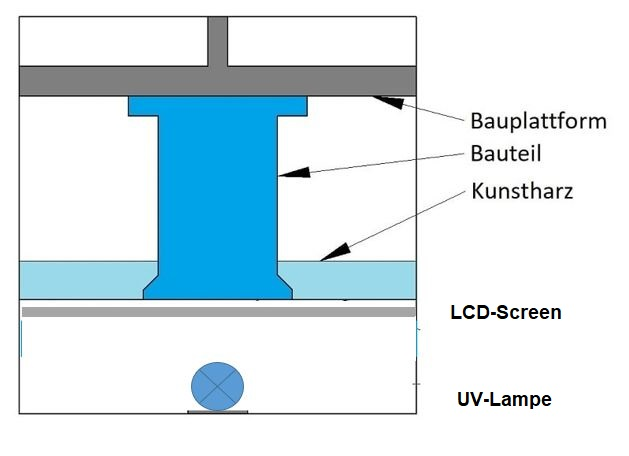 Bauplattform
Bauteil
Kunstharz
LCD-Screen
UV-Lampe